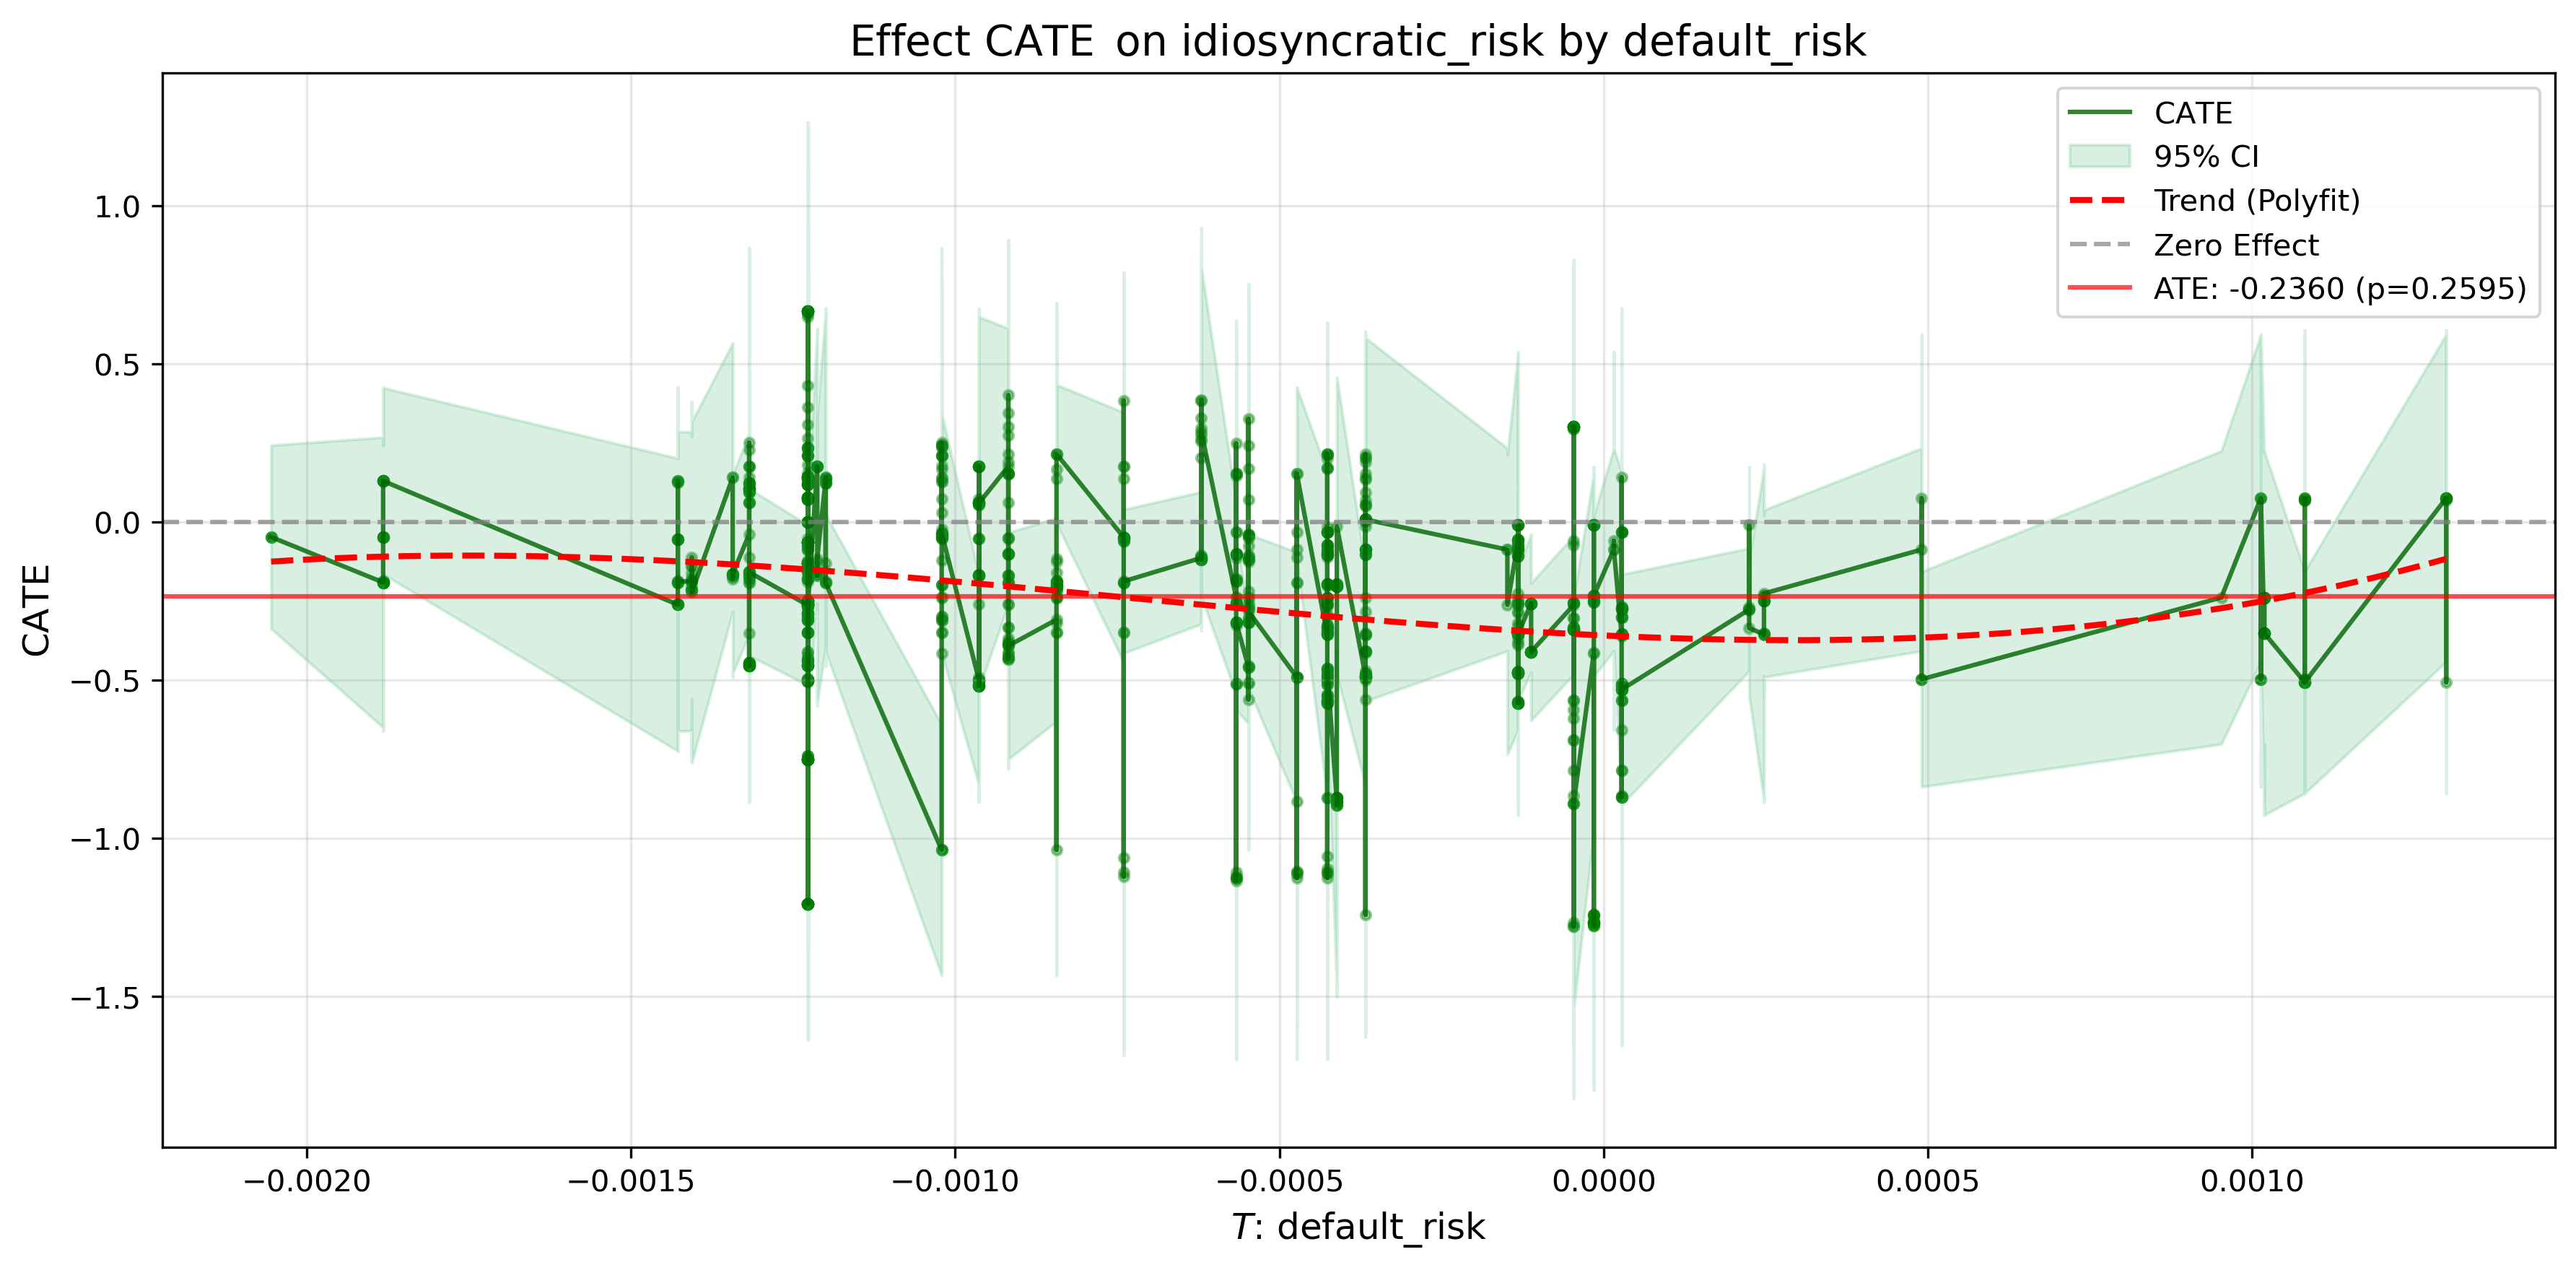 Effect CATE on idiosyncratic_risk by default_risk
CATE
95% CI
Trend (Polyfit)
Zero Effect
ATE: -0.2360 (p=0.2595)
1.0
0.5
0.0
−0.5
−1.0
−1.5
CATE
−0.0020
−0.0015
−0.0010
−0.0005
0.0000
0.0005
0.0010
T: default_risk